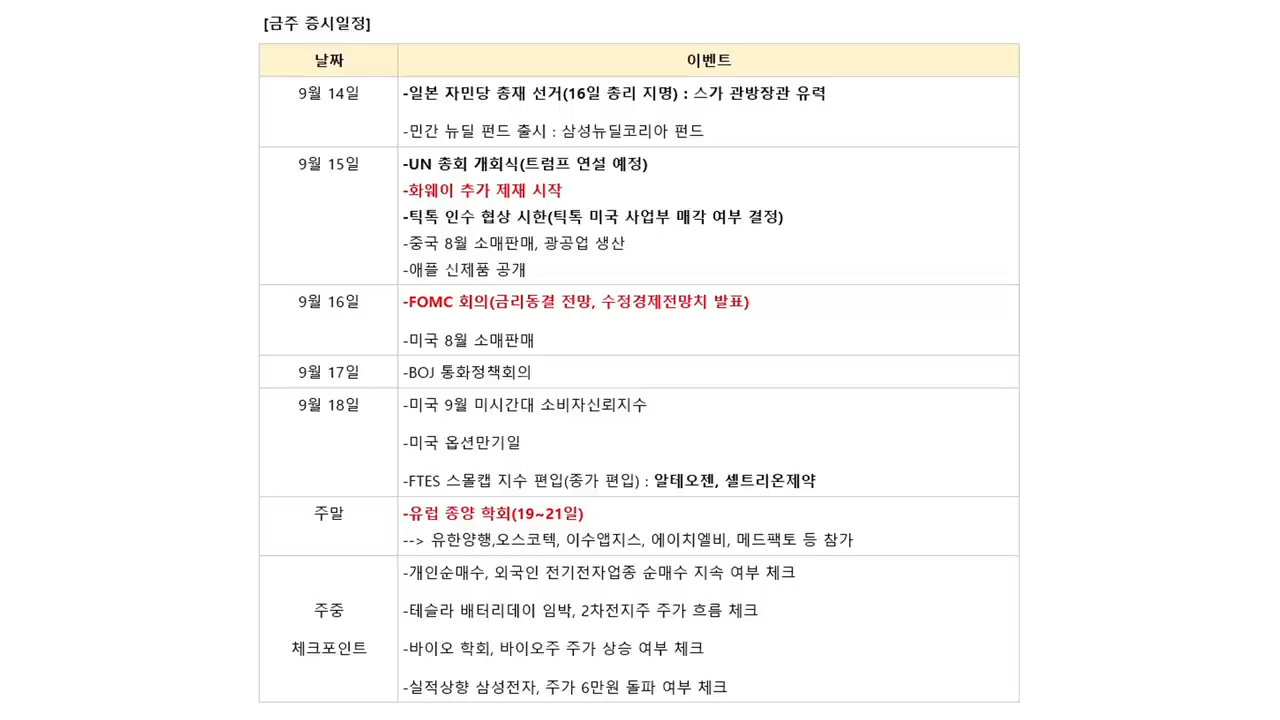 [금주 증시일정]
날짜
이벤트
9월 14일
-일본 자민당 총재 선거(16일 총리 지명) : 스가 관방장관 유력
-민간 뉴딜 펀드 출시 : 삼성뉴딜코리아 펀드
9월 15일
-UN 총회 개회식(트럼프 연설 예정)
-화웨이 추가 제재 시작
-틱톡 인수 협상 시한(틱톡 미국 사업부 매각 여부 결정)
-중국 8월 소매판매, 광공업 생산
-애플 신제품 공개
9월 16일
-FOMC 회의(금리동결 전망, 수정경제전망치 발표)
-미국 8월 소매판매
9월 17일
-BOJ 통화정책회의
9월 18일
-미국 9월 미시간대 소비자신뢰지수
-미국 옵션만기일
-FTES 스몰캡 지수 편입(종가 편입) : 알테오젠, 셀트리온제약
주말
-유럽 종양 학회(19~21일)
--> 유한양행,오스코텍, 이수앱지스, 에이치엘비, 메드팩토 등 참가
주중
체크포인트
-개인순매수, 외국인 전기전자업종 순매수 지속 여부 체크
-테슬라 배터리데이 임박, 2차전지주 주가 흐름 체크
-바이오 학회, 바이오주 주가 상승 여부 체크
-실적상향 삼성전자, 주가 6만원 돌파 여부 체크